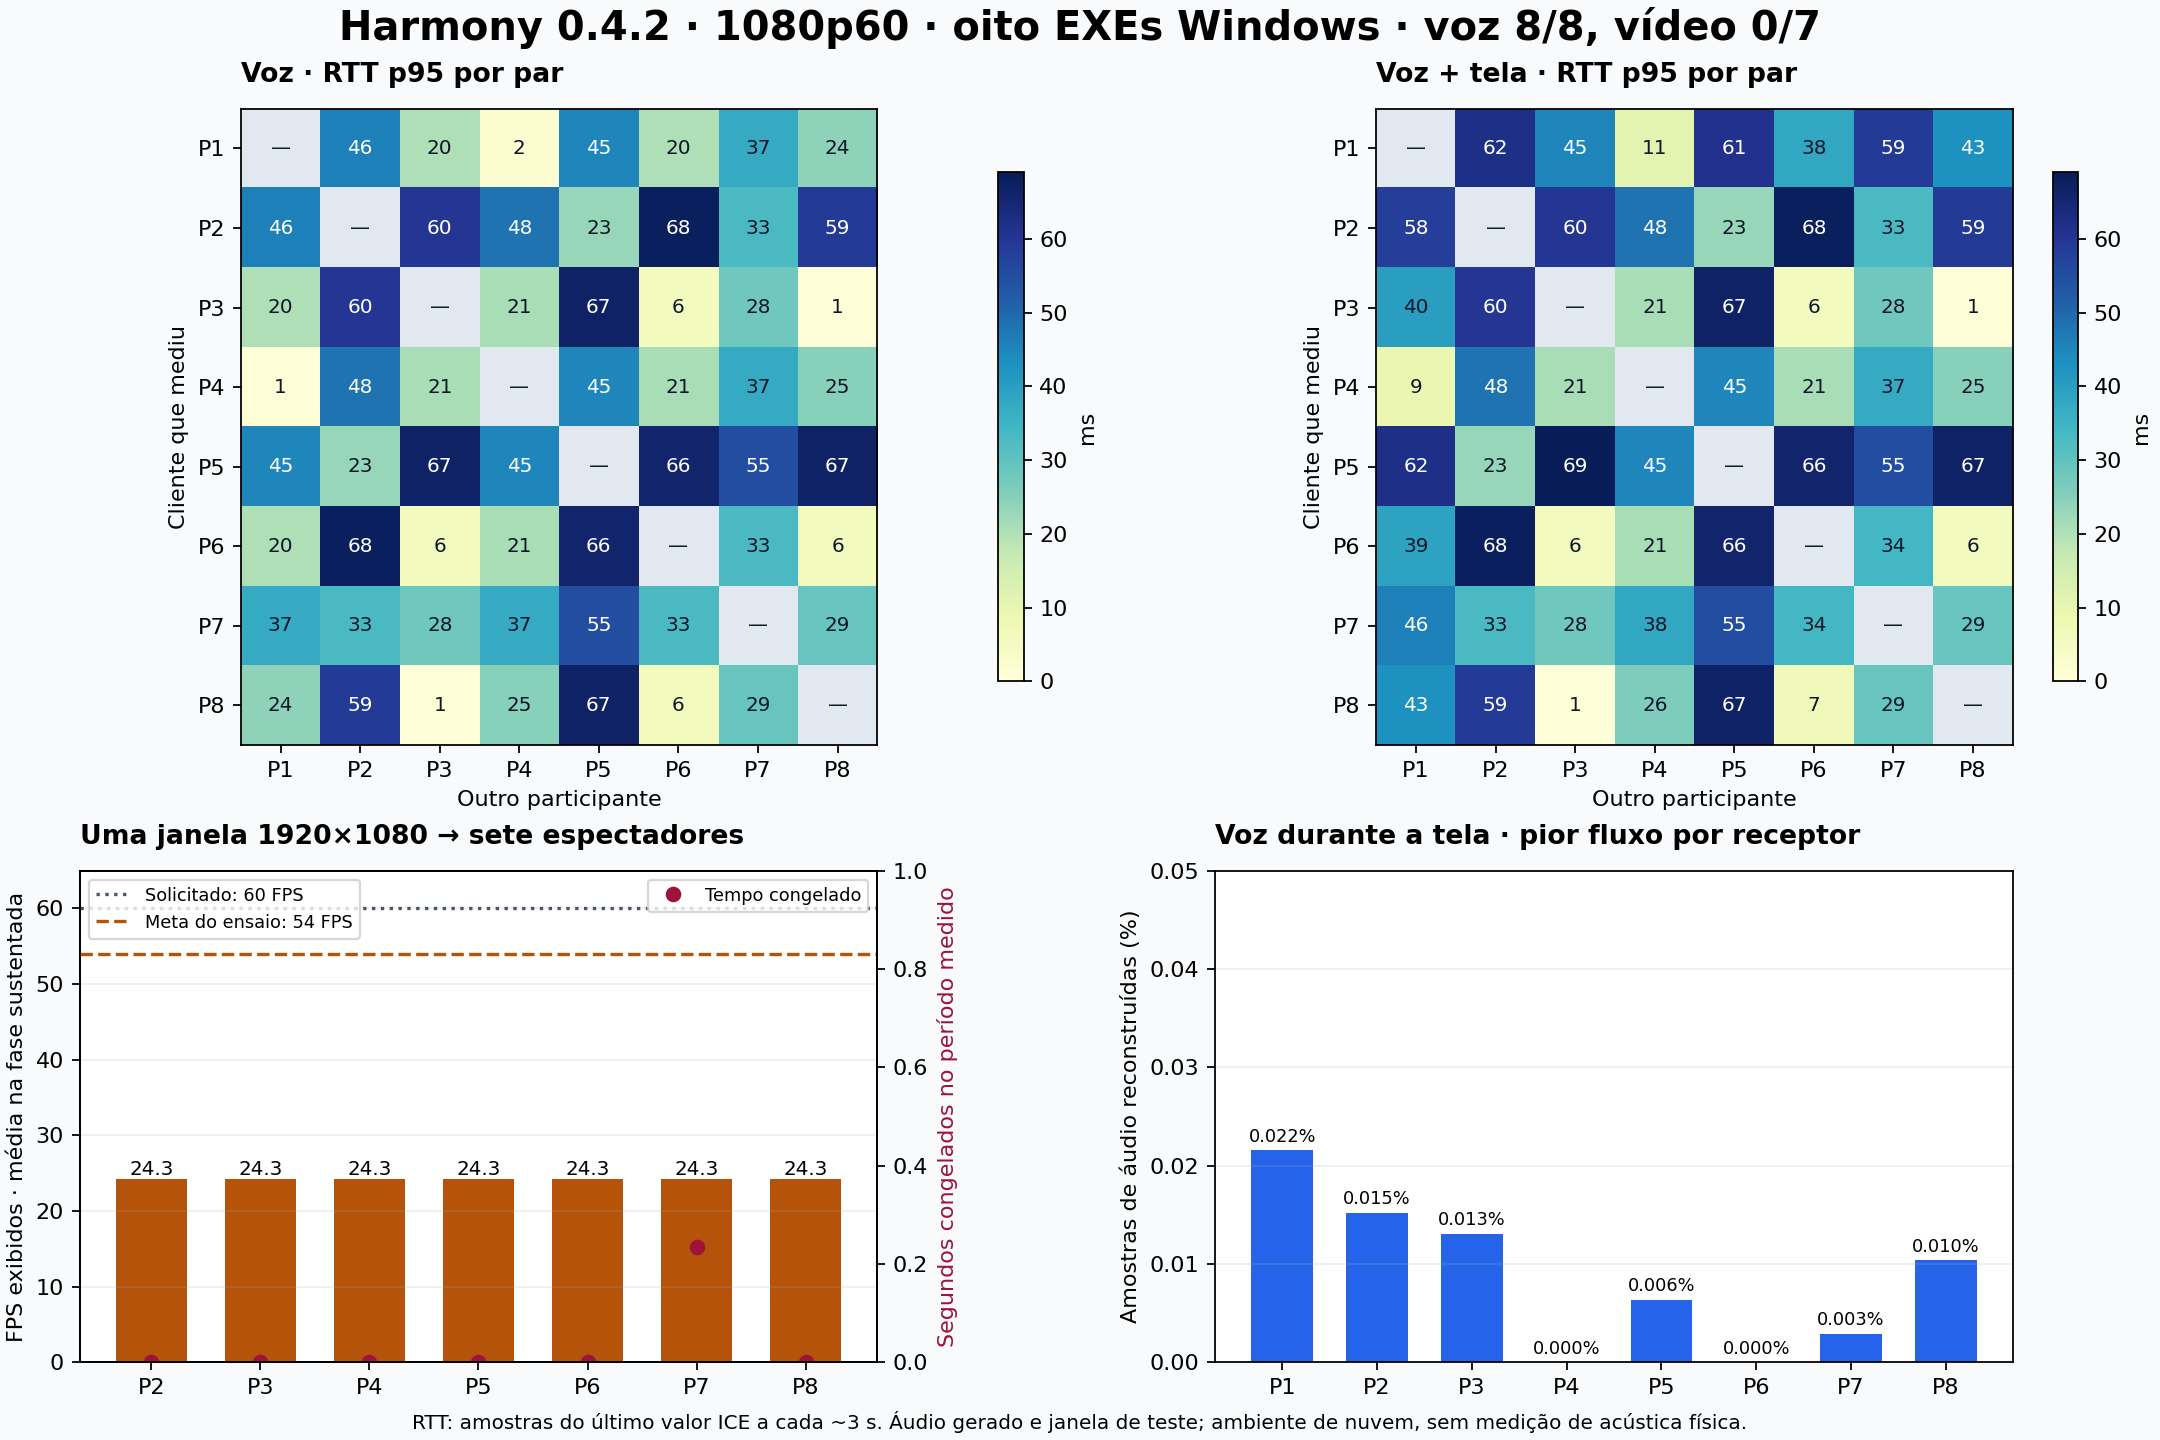 Harmony 0.4.2 · 1080p60 · oito EXEs Windows · voz 8/8, vídeo 0/7
Voz · RTT p95 por par
Cliente que mediu
P1 — 46 20 2 45 20 37 24
P2 46 — 60 48 23 68 33 59
P3 20 60 — 21 67 6 28 1
P4 1 48 21 — 45 21 37 25
P5 45 23 67 45 — 66 55 67
P6 20 68 6 21 66 — 33 6
P7 37 33 28 37 55 33 — 29
P8 24 59 1 25 67 6 29 —
P1 P2 P3 P4 P5 P6 P7 P8
Outro participante
60
50
40
30
20
10
0
ms
Voz + tela · RTT p95 por par
Cliente que mediu
P1 — 62 45 11 61 38 59 43
P2 58 — 60 48 23 68 33 59
P3 40 60 — 21 67 6 28 1
P4 9 48 21 — 45 21 37 25
P5 62 23 69 45 — 66 55 67
P6 39 68 6 21 66 — 34 6
P7 46 33 28 38 55 34 — 29
P8 43 59 1 26 67 7 29 —
P1 P2 P3 P4 P5 P6 P7 P8
Outro participante
60
50
40
30
20
10
0
ms
Uma janela 1920×1080 → sete espectadores
FPS exibidos · média na fase sustentada
60
50
40
30
20
10
0
Solicitado: 60 FPS
Meta do ensaio: 54 FPS
Tempo congelado
24.3 24.3 24.3 24.3 24.3 24.3 24.3
P2 P3 P4 P5 P6 P7 P8
1.0
0.8
0.6
0.4
0.2
0.0
Segundos congelados no período medido
Voz durante a tela · pior fluxo por receptor
Amostras de áudio reconstruídas (%)
0.05
0.04
0.03
0.02
0.01
0.00
0.022% 0.015% 0.013% 0.000% 0.006% 0.000% 0.003% 0.010%
P1 P2 P3 P4 P5 P6 P7 P8
RTT: amostras do último valor ICE a cada ~3 s. Áudio gerado e janela de teste; ambiente de nuvem, sem medição de acústica física.